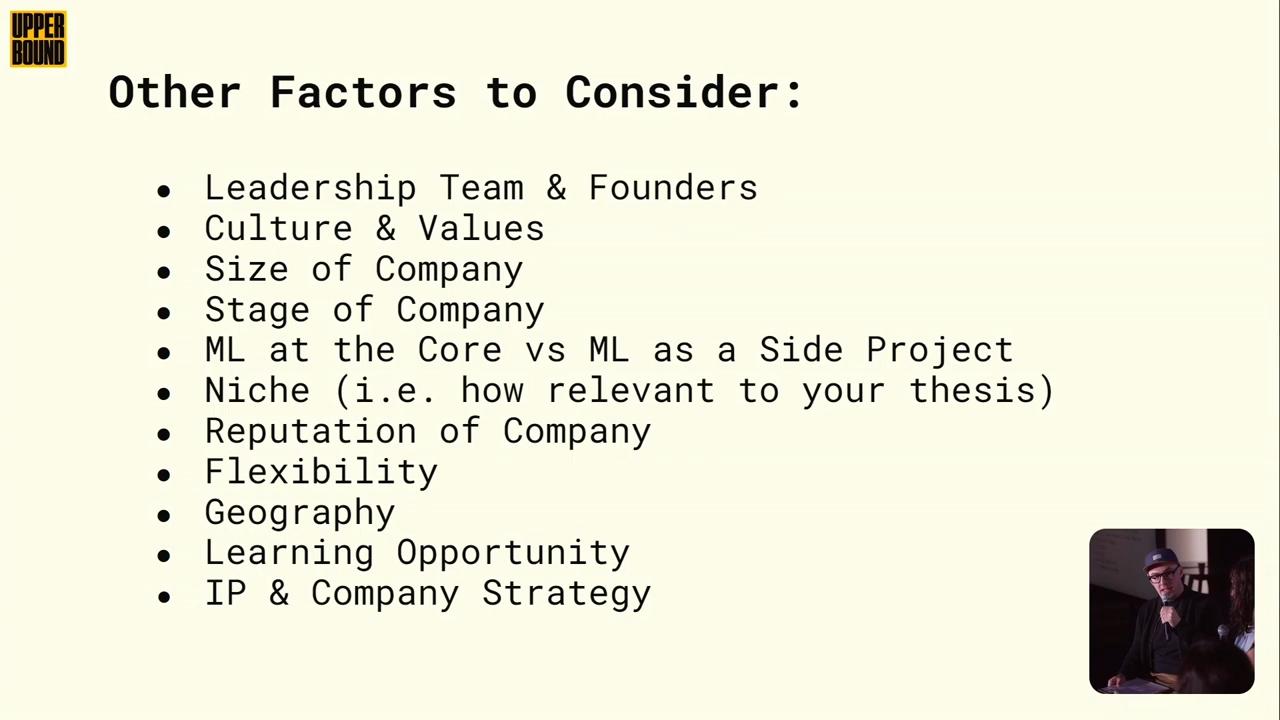 UPPER
BOUND
Other Factors to Consider:
● Leadership Team & Founders
● Culture & Values
● Size of Company
● Stage of Company
● ML at the Core vs ML as a Side Project
● Niche (i.e. how relevant to your thesis)
● Reputation of Company
● Flexibility
● Geography
● Learning Opportunity
● IP & Company Strategy